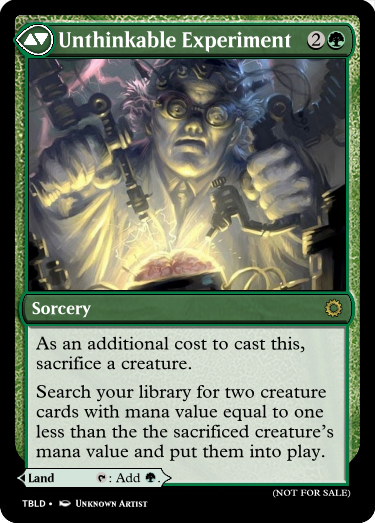 Unthinkable Experiment 2
Sorcery
As an additional cost to cast this,
sacrifice a creature.
Search your library for two creature
cards with mana value equal to one
less than the the sacrificed creature's
mana value and put them into play.
Land : Add .
(NOT FOR SALE)
TBLD • Unknown Artist